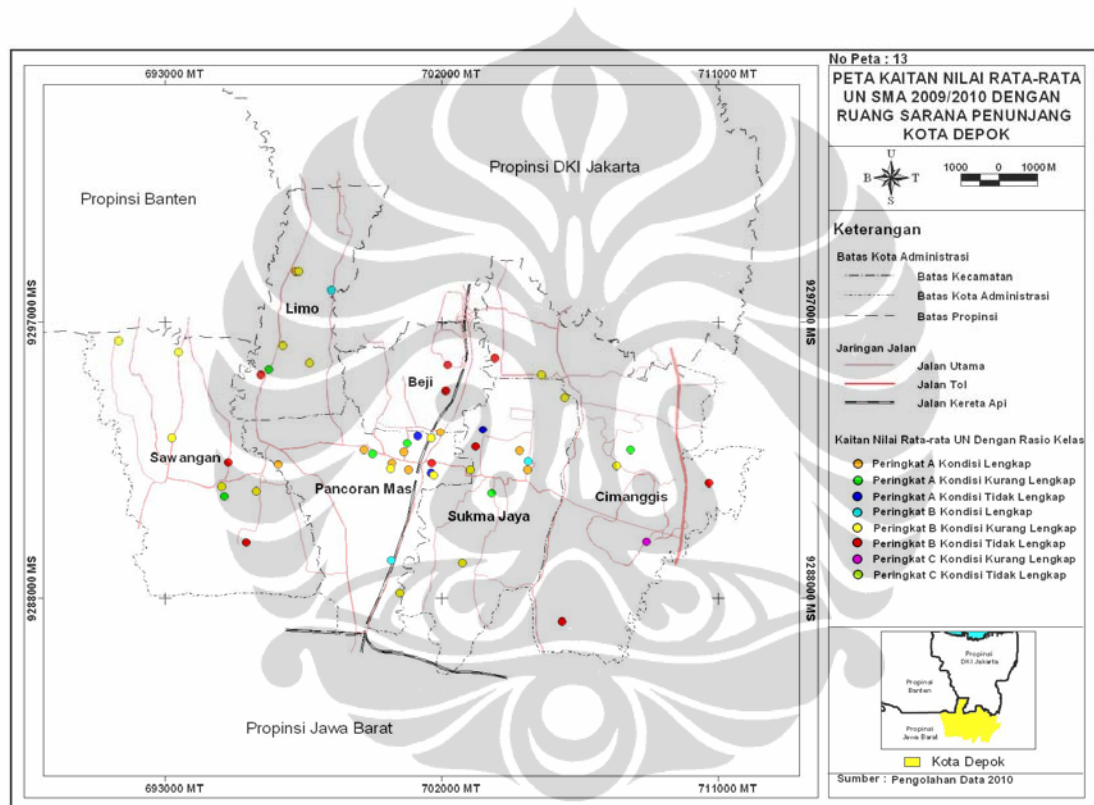 No Peta : 13
PETA KAITAN NILAI RATA-RATA
UN SMA 2009/2010 DENGAN
RUANG SARANA PENUNJANG
KOTA DEPOK
U
B T
S
1000 0 1000 M
Keterangan
Batas Kota Administrasi
Batas Kecamatan
Batas Kota Administrasi
Batas Propinsi
Jaringan Jalan
Jalan Utama
Jalan Tol
Jalan Kereta Api
Kaitan Nilai Rata-rata UN Dengan Rasio Kelas
Peringkat A Kondisi Lengkap
Peringkat A Kondisi Kurang Lengkap
Peringkat A Kondisi Tidak Lengkap
Peringkat B Kondisi Lengkap
Peringkat B Kondisi Kurang Lengkap
Peringkat B Kondisi Tidak Lengkap
Peringkat C Kondisi Kurang Lengkap
Peringkat C Kondisi Tidak Lengkap
Propinsi
DKI Jakarta
Propinsi
Banten
Propinsi
Jawa Barat
Kota Depok
Sumber : Pengolahan Data 2010
693000 MT 702000 MT 711000 MT
Propinsi DKI Jakarta
Propinsi Banten
Limo
9297000 MS
9297000 MS
Beji
Sawangan
Pancoran Mas
Cimanggis
Sukma Jaya
9288000 MS
9288000 MS
Propinsi Jawa Barat
693000 MT 702000 MT 711000 MT